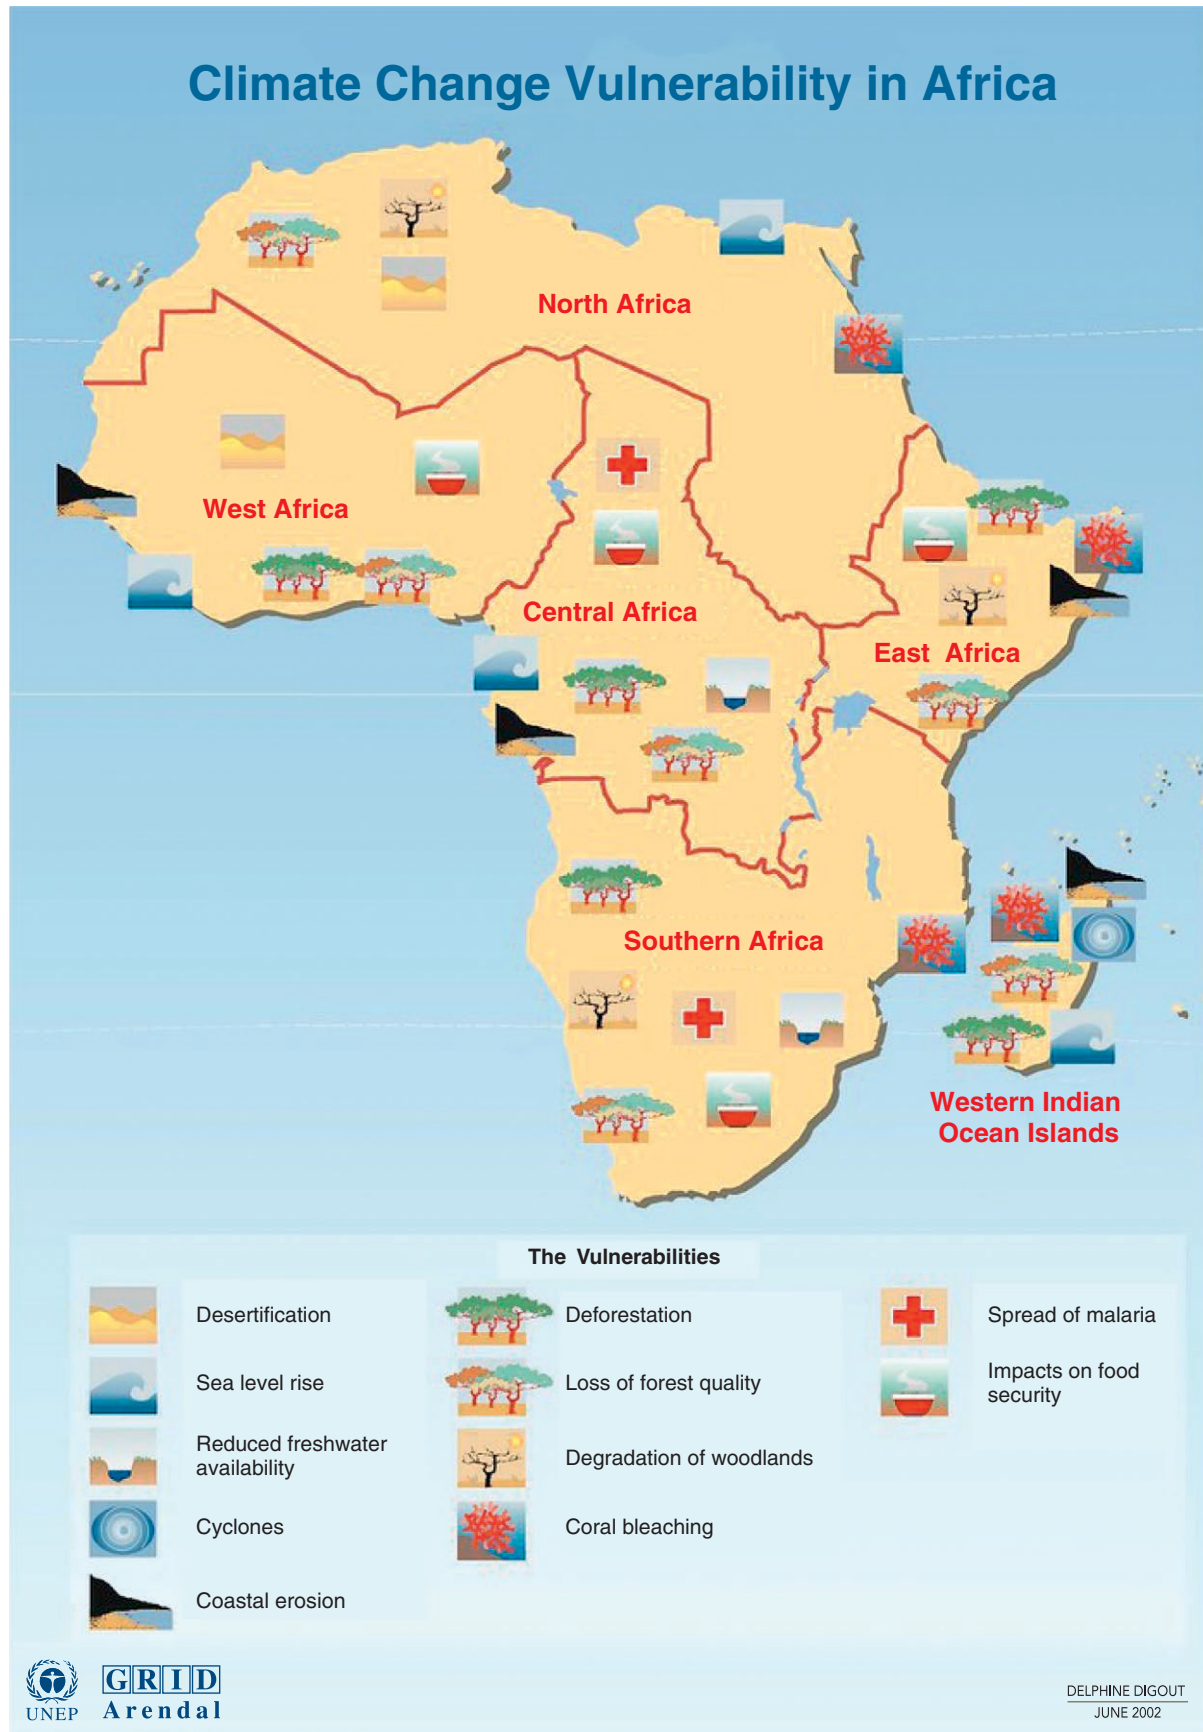 Climate Change Vulnerability in Africa
North Africa
West Africa
Central Africa
East Africa
Southern Africa
Western Indian
Ocean Islands
The Vulnerabilities
Desertification
Sea level rise
Reduced freshwater
availability
Cyclones
Coastal erosion
Deforestation
Loss of forest quality
Degradation of woodlands
Coral bleaching
Spread of malaria
Impacts on food
security
UNEP
GRID
Arendal
DELPHINE DIGOUT
JUNE 2002